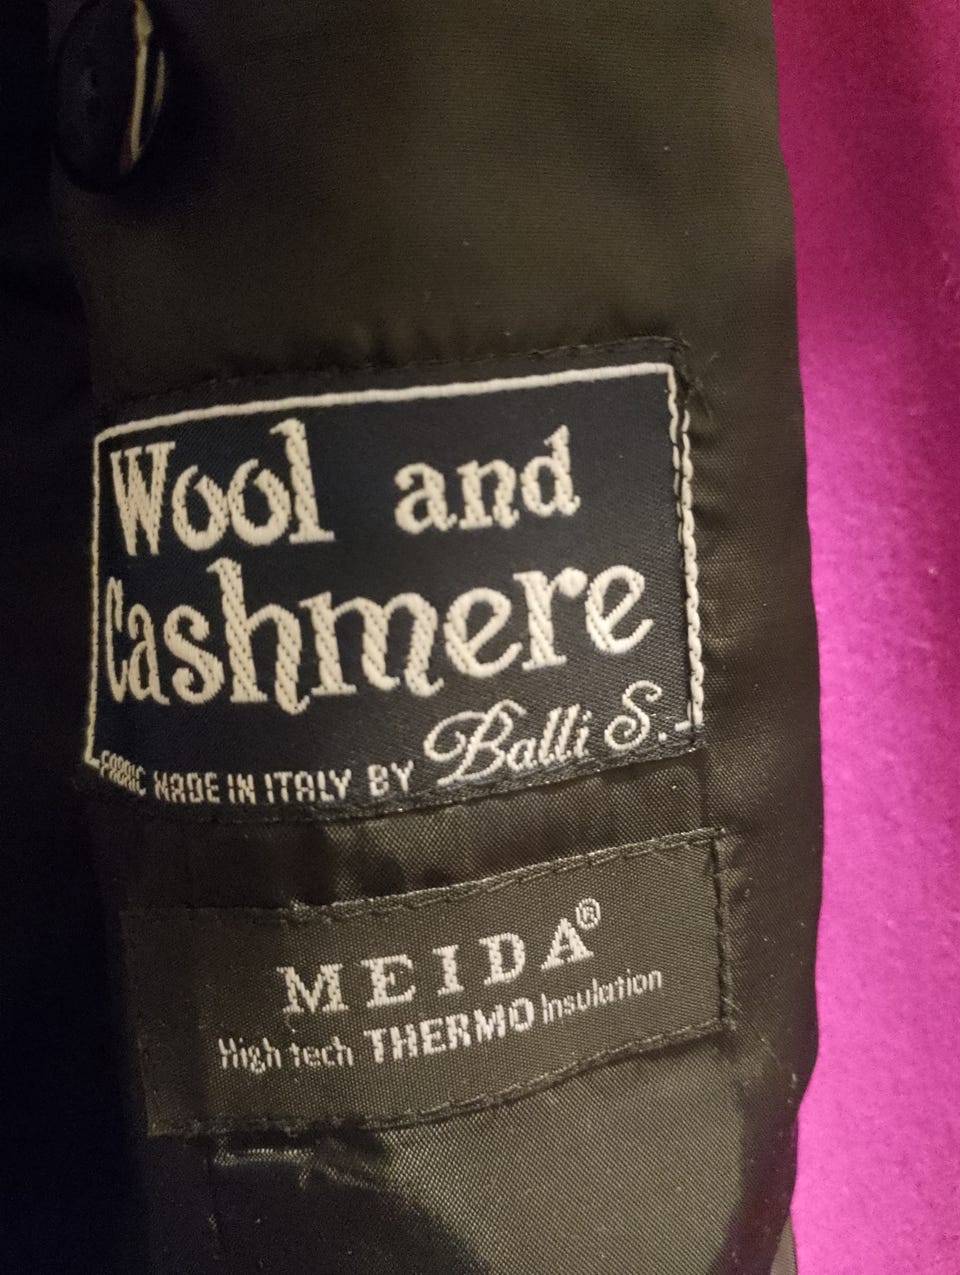 Wool and
Cashmere
FABRIC MADE IN ITALY BY Balli S.
MEIDA®
High tech THERMO Insulation